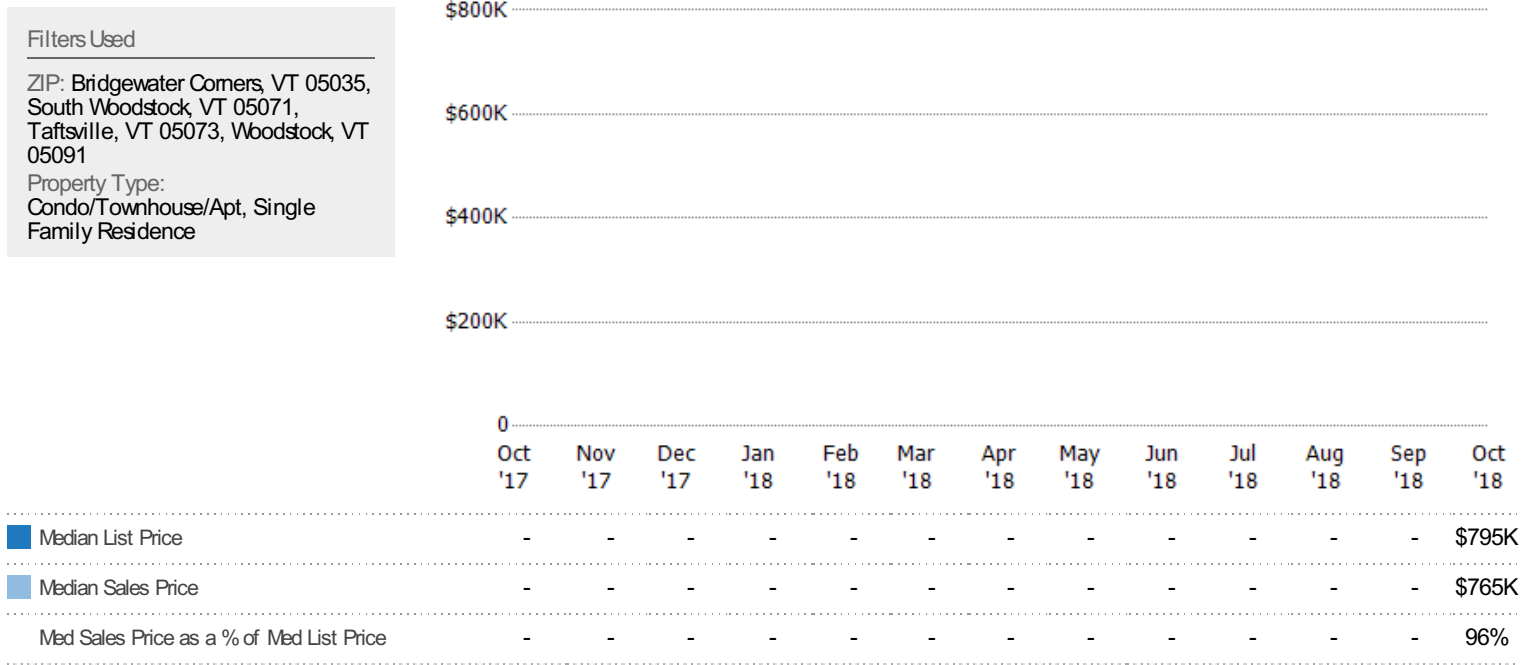 Filters Used
ZIP: Bridgewater Corners, VT 05035,
South Woodstock, VT 05071,
Taftsville, VT 05073, Woodstock, VT
05091
Property Type:
Condo/Townhouse/Apt, Single
Family Residence
$800K
$600K
$400K
$200K
0
Oct Nov Dec Jan Feb Mar Apr May Jun Jul Aug Sep Oct
'17 '17 '17 '18 '18 '18 '18 '18 '18 '18 '18 '18 '18
Median List Price - - - - - - - - - - - - $795K
Median Sales Price - - - - - - - - - - - - $765K
Med Sales Price as a % of Med List Price - - - - - - - - - - - - 96%